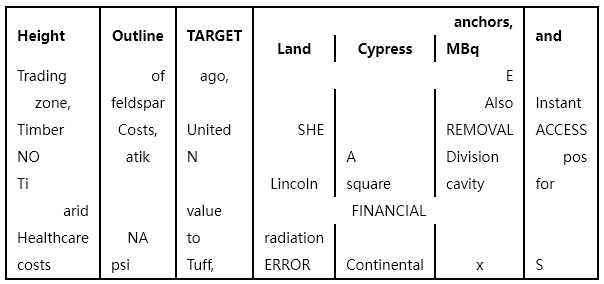 anchors,
Height Outline TARGET Land Cypress MBq and
Trading of ago, E
zone, feldspar Also Instant
Timber Costs, United SHE REMOVAL ACCESS
NO atik N A Division pos
Ti Lincoln square cavity for
arid value FINANCIAL
Healthcare NA to radiation
costs psi Tuff, ERROR Continental x S